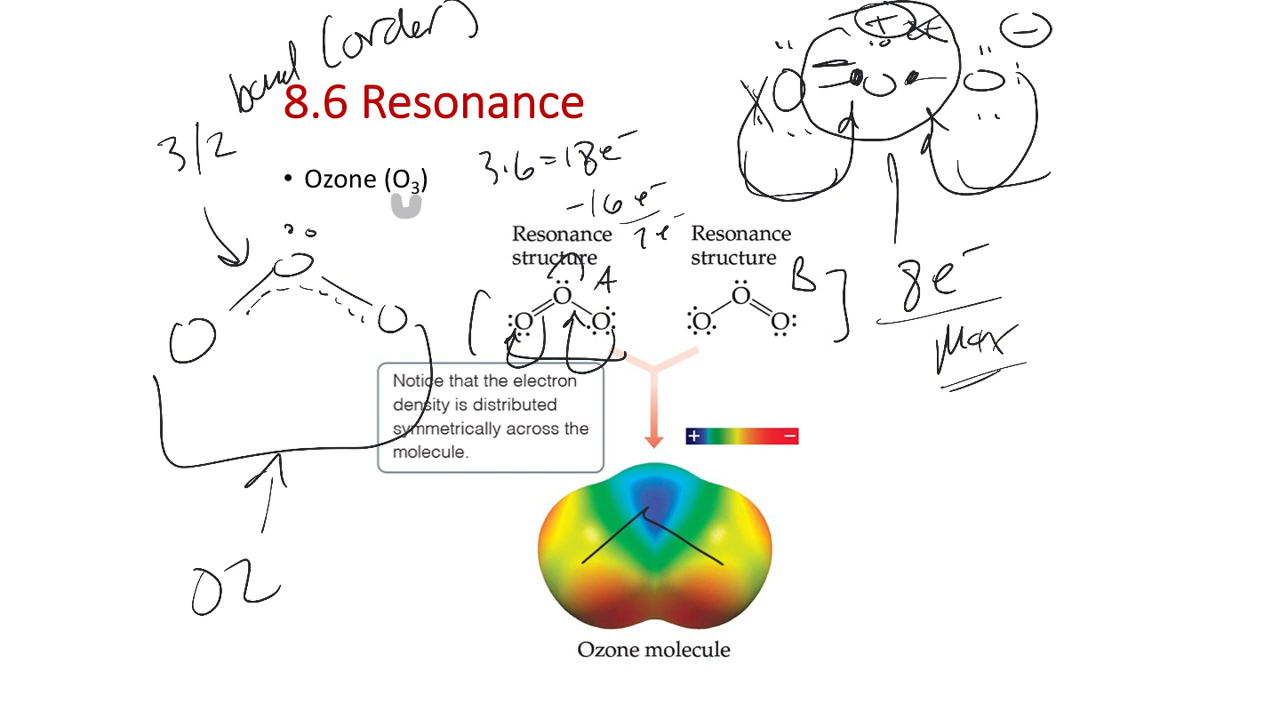 bond (order)
8.6 Resonance
3/2
• Ozone (O₃)
3·6=18e⁻
-16e⁻
2e⁻
Resonance structure
A
Resonance structure
B
8e⁻
Max
Notice that the electron
density is distributed
symmetrically across the
molecule.
+ −
OZ
Ozone molecule